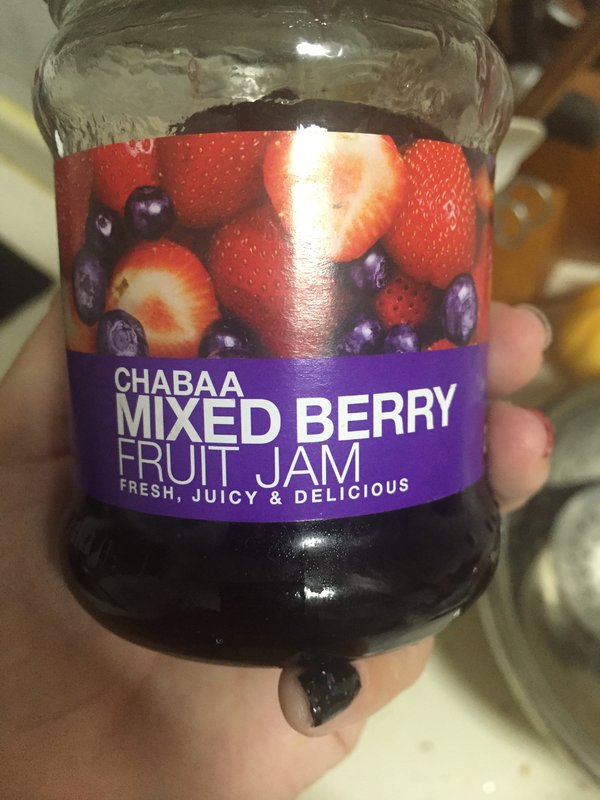 CHABAA
MIXED BERRY
FRUIT JAM
FRESH, JUICY & DELICIOUS